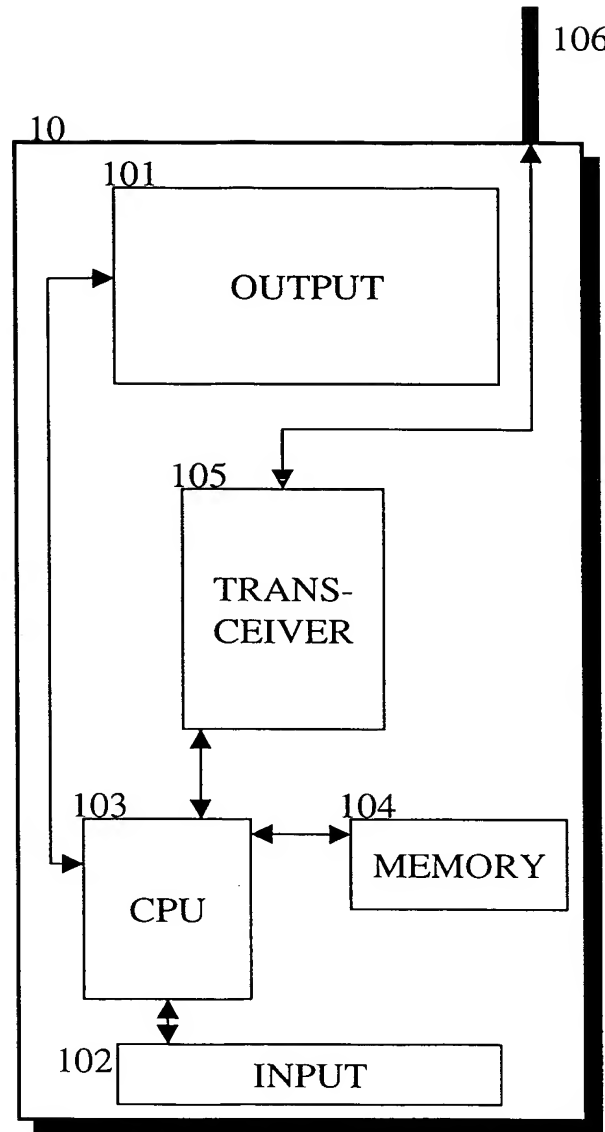 106
10
101
OUTPUT
105
TRANS-
CEIVER
103
104
CPU
MEMORY
102
INPUT